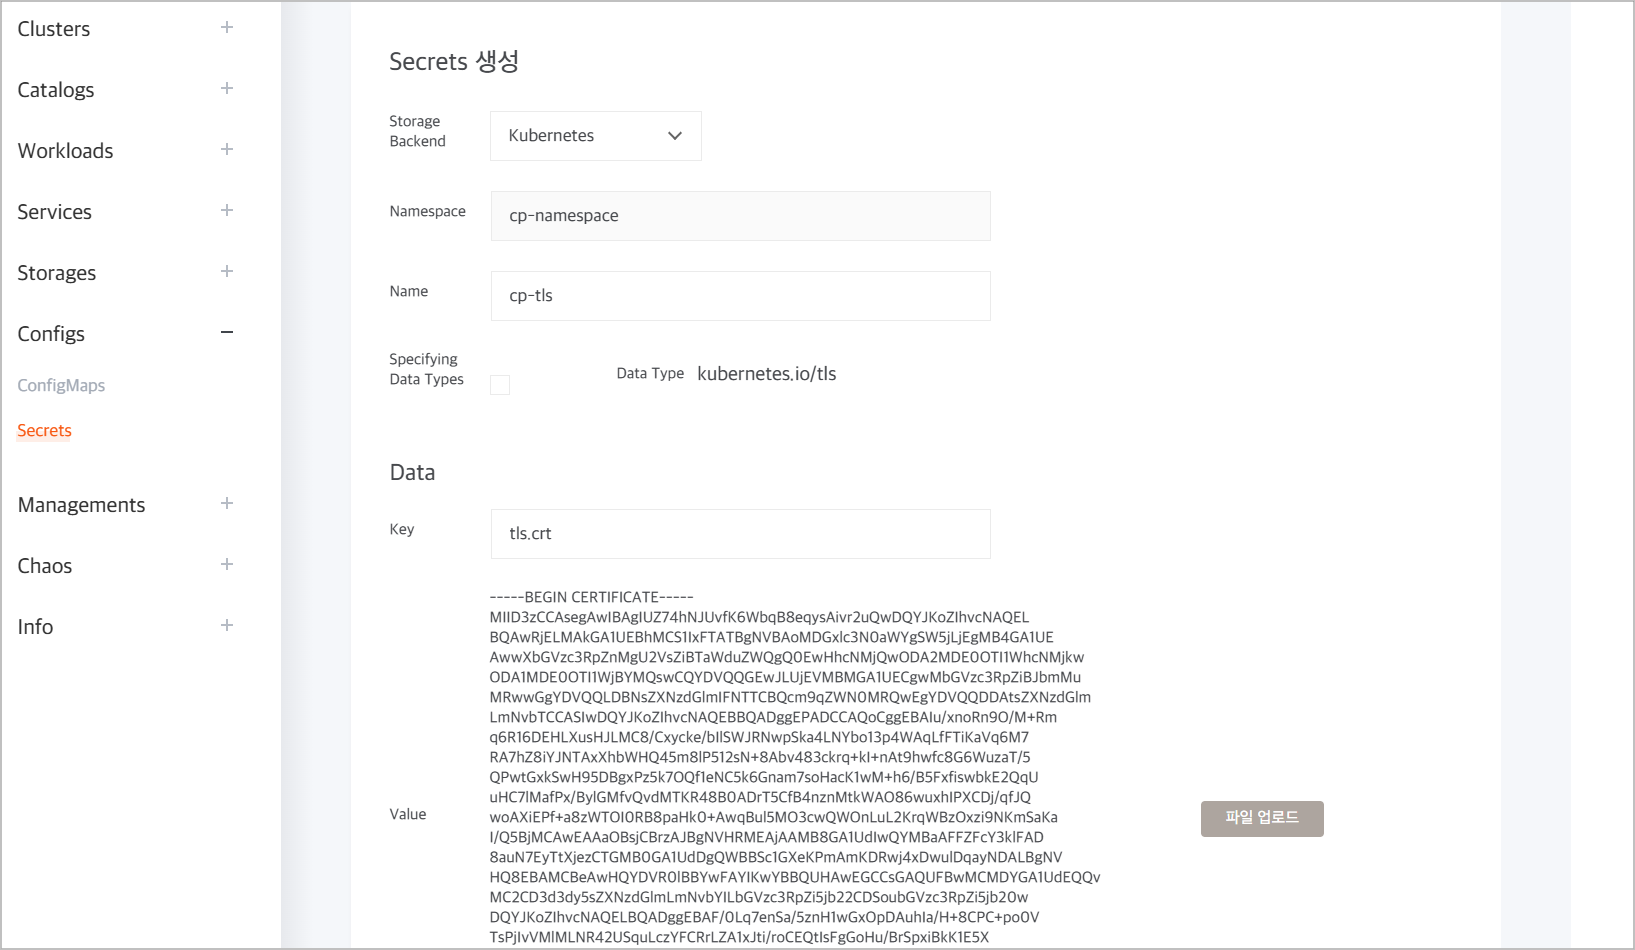 Clusters
Catalogs
Workloads
Services
Storages
Configs
ConfigMaps
Secrets
Managements
Chaos
Info
Secrets 생성
Storage
Backend
Kubernetes
Namespace
cp-namespace
Name
cp-tls
Specifying
Data Types
Data Type kubernetes.io/tls
Data
Key
tls.crt
Value
-----BEGIN CERTIFICATE-----
MIID3zCCAsegAwIBAgIUZ74hNJUvfK6WbqB8eqysAivr2uQwDQYJKoZIhvcNAQEL
BQAwRjELMAkGA1UEBhMCS1IxFTATBgNVBAoMDGxlc3N0aWYgSW5jLjEgMB4GA1UE
AwwXbGVzc3RpZnMgU2VsZiBTaWduZWQgQ0EwHhcNMjQwODA2MDE0OTI1WhcNMjkw
ODA1MDE0OTI1WjBYMQswCQYDVQQGEwJLUjEVMBMGA1UECgwMbGVzc3RpZiBJbmMu
MRwwGgYDVQQLDBNsZXNzdGlmIFNTTCBQcm9qZWN0MRQwEgYDVQQDDAtsZXNzdGlm
LmNvbTCCASIwDQYJKoZIhvcNAQEBBQADggEPADCCAQoCggEBAIu/xnoRn9O/M+Rm
q6R16DEHLXusHJLMC8/Cxycke/bIlSWJRNwpSka4LNYbo13p4WAqLfFTiKaVq6M7
RA7hZ8iYJNTAxXhbWHQ45m8lP512sN+8Abv483ckrq+kI+nAt9hwfc8G6WuzaT/5
QPwtGxkSwH95DBgxPz5k7OQf1eNC5k6Gnam7soHacK1wM+h6/B5FxfiswbkE2QqU
uHC7lMafPx/BylGMfvQvdMTKR48B0ADrT5CfB4nznMtkWAO86wuxhIPXCDj/qfJQ
woAXiEPf+a8zWTOI0RB8paHk0+AwqBul5MO3cwQWOnLuL2KrqWBzOxzi9NKmSaKa
I/Q5BjMCAwEAAaOBsjCBrzAJBgNVHRMEAjAAMB8GA1UdIwQYMBaAFFZFcY3klFAD
8auN7EyTtXjezCTGMB0GA1UdDgQWBBSc1GXeKPmAmKDRwj4xDwulDqayNDALBgNV
HQ8EBAMCBeAwHQYDVR0lBBYwFAYIKwYBBQUHAwEGCCsGAQUFBwMCMDYGA1UdEQQv
MC2CD3d3dy5sZXNzdGlmLmNvbYILbGVzc3RpZi5jb22CDSoubGVzc3RpZi5jb20w
DQYJKoZIhvcNAQELBQADggEBAF/0Lq7enSa/5znH1wGxOpDAuhIa/H+8CPC+po0V
TsPjIvVMlMLNR42USquLczYFCRrLZA1xJti/roCEQtIsFgGoHu/BrSpxiBkK1E5X
파일 업로드